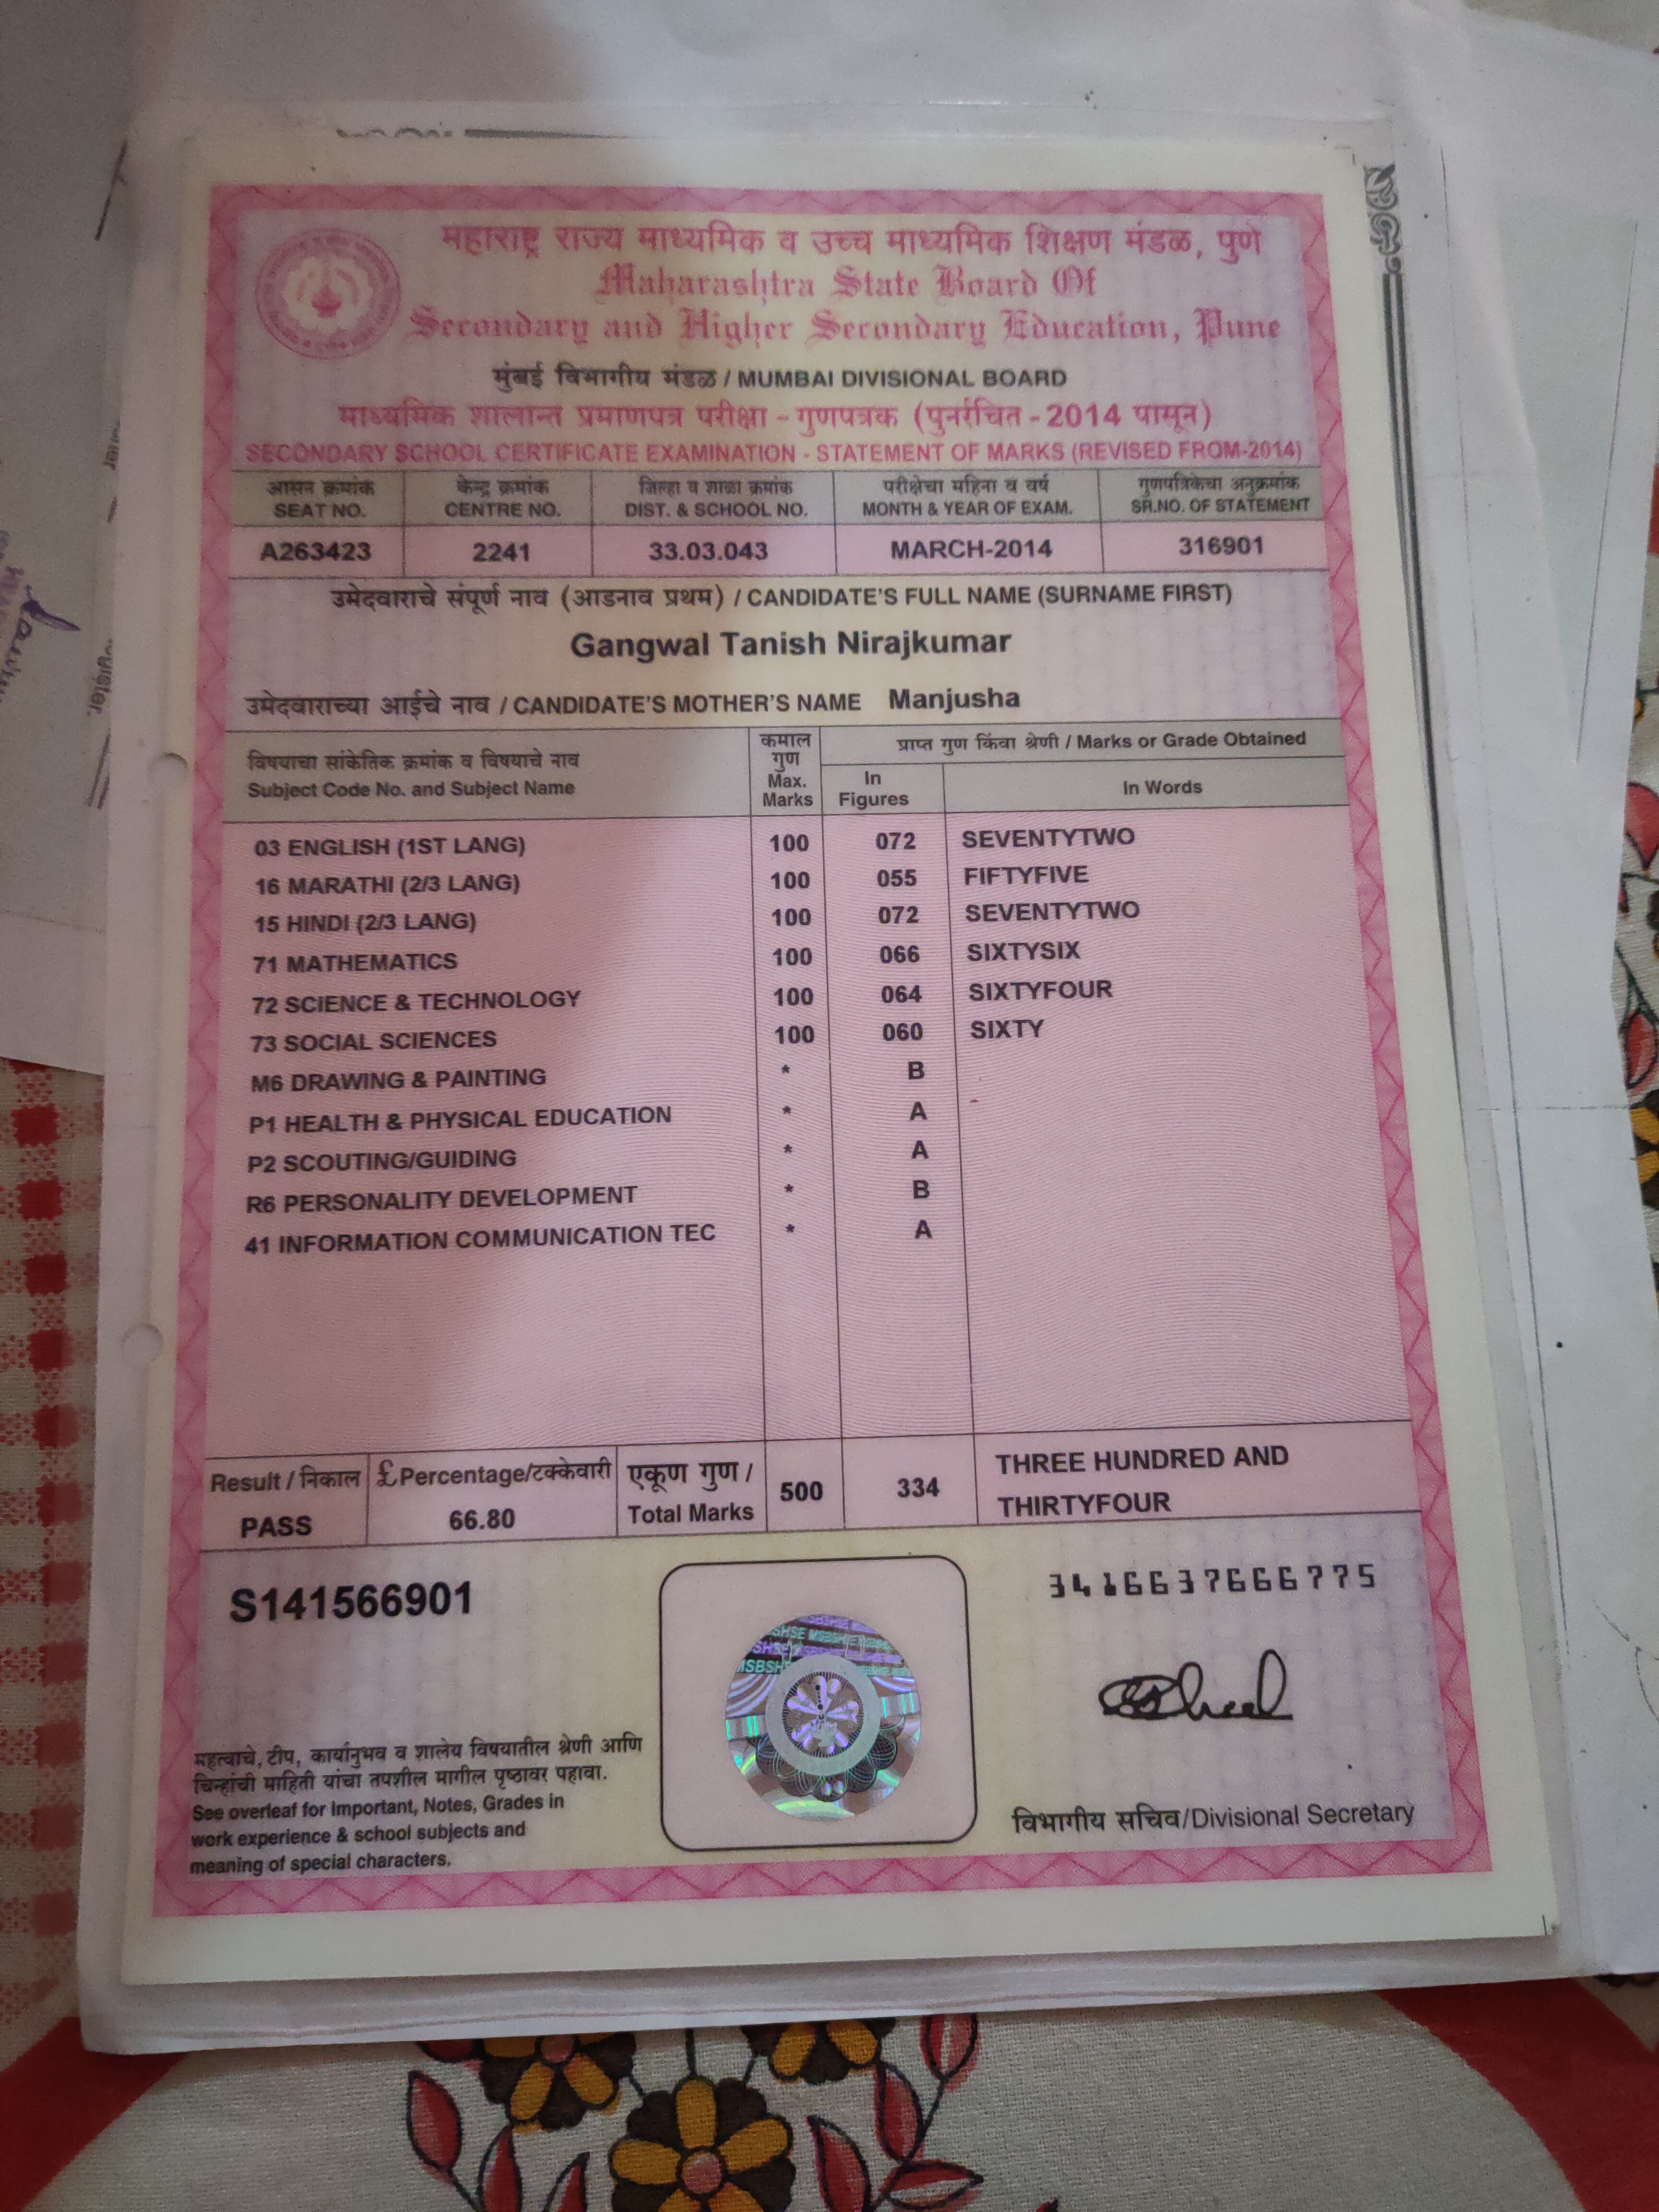 महाराष्ट्र राज्य माध्यमिक व उच्च माध्यमिक शिक्षण मंडळ, पुणे
Maharashtra State Board Of
Secondary and Higher Secondary Education, Pune
मुंबई विभागीय मंडळ / MUMBAI DIVISIONAL BOARD
माध्यमिक शालान्त प्रमाणपत्र परीक्षा - गुणपत्रक (पुनर्रचित - 2014 पासून)
SECONDARY SCHOOL CERTIFICATE EXAMINATION - STATEMENT OF MARKS (REVISED FROM-2014)
आसन क्रमांक केन्द्र क्रमांक जिल्हा व शाळा क्रमांक परीक्षेचा महिना व वर्ष गुणपत्रिकेचा अनुक्रमांक
SEAT NO. CENTRE NO. DIST. & SCHOOL NO. MONTH & YEAR OF EXAM. SR.NO. OF STATEMENT
A263423 2241 33.03.043 MARCH-2014 316901
उमेदवाराचे संपूर्ण नाव (आडनाव प्रथम) / CANDIDATE'S FULL NAME (SURNAME FIRST)
Gangwal Tanish Nirajkumar
उमेदवाराच्या आईचे नाव / CANDIDATE'S MOTHER'S NAME Manjusha
विषयाचा सांकेतिक क्रमांक व विषयाचे नाव
Subject Code No. and Subject Name
कमाल
गुण
Max.
Marks
प्राप्त गुण किंवा श्रेणी / Marks or Grade Obtained
In
Figures
In Words
03 ENGLISH (1ST LANG) 100 072 SEVENTYTWO
16 MARATHI (2/3 LANG) 100 055 FIFTYFIVE
15 HINDI (2/3 LANG) 100 072 SEVENTYTWO
71 MATHEMATICS 100 066 SIXTYSIX
72 SCIENCE & TECHNOLOGY 100 064 SIXTYFOUR
73 SOCIAL SCIENCES 100 060 SIXTY
M6 DRAWING & PAINTING * B
P1 HEALTH & PHYSICAL EDUCATION * A
P2 SCOUTING/GUIDING * A
R6 PERSONALITY DEVELOPMENT * B
41 INFORMATION COMMUNICATION TEC * A
Result / निकाल
PASS
£ Percentage/टक्केवारी
66.80
एकूण गुण /
Total Marks
500 334
THREE HUNDRED AND
THIRTYFOUR
S141566901
3416637666775
MSBSHSE
महत्वाचे, टीप, कार्यानुभव व शालेय विषयातील श्रेणी आणि
चिन्हांची माहिती यांचा तपशील मागील पृष्ठावर पहावा.
See overleaf for Important, Notes, Grades in
work experience & school subjects and
meaning of special characters.
विभागीय सचिव/Divisional Secretary